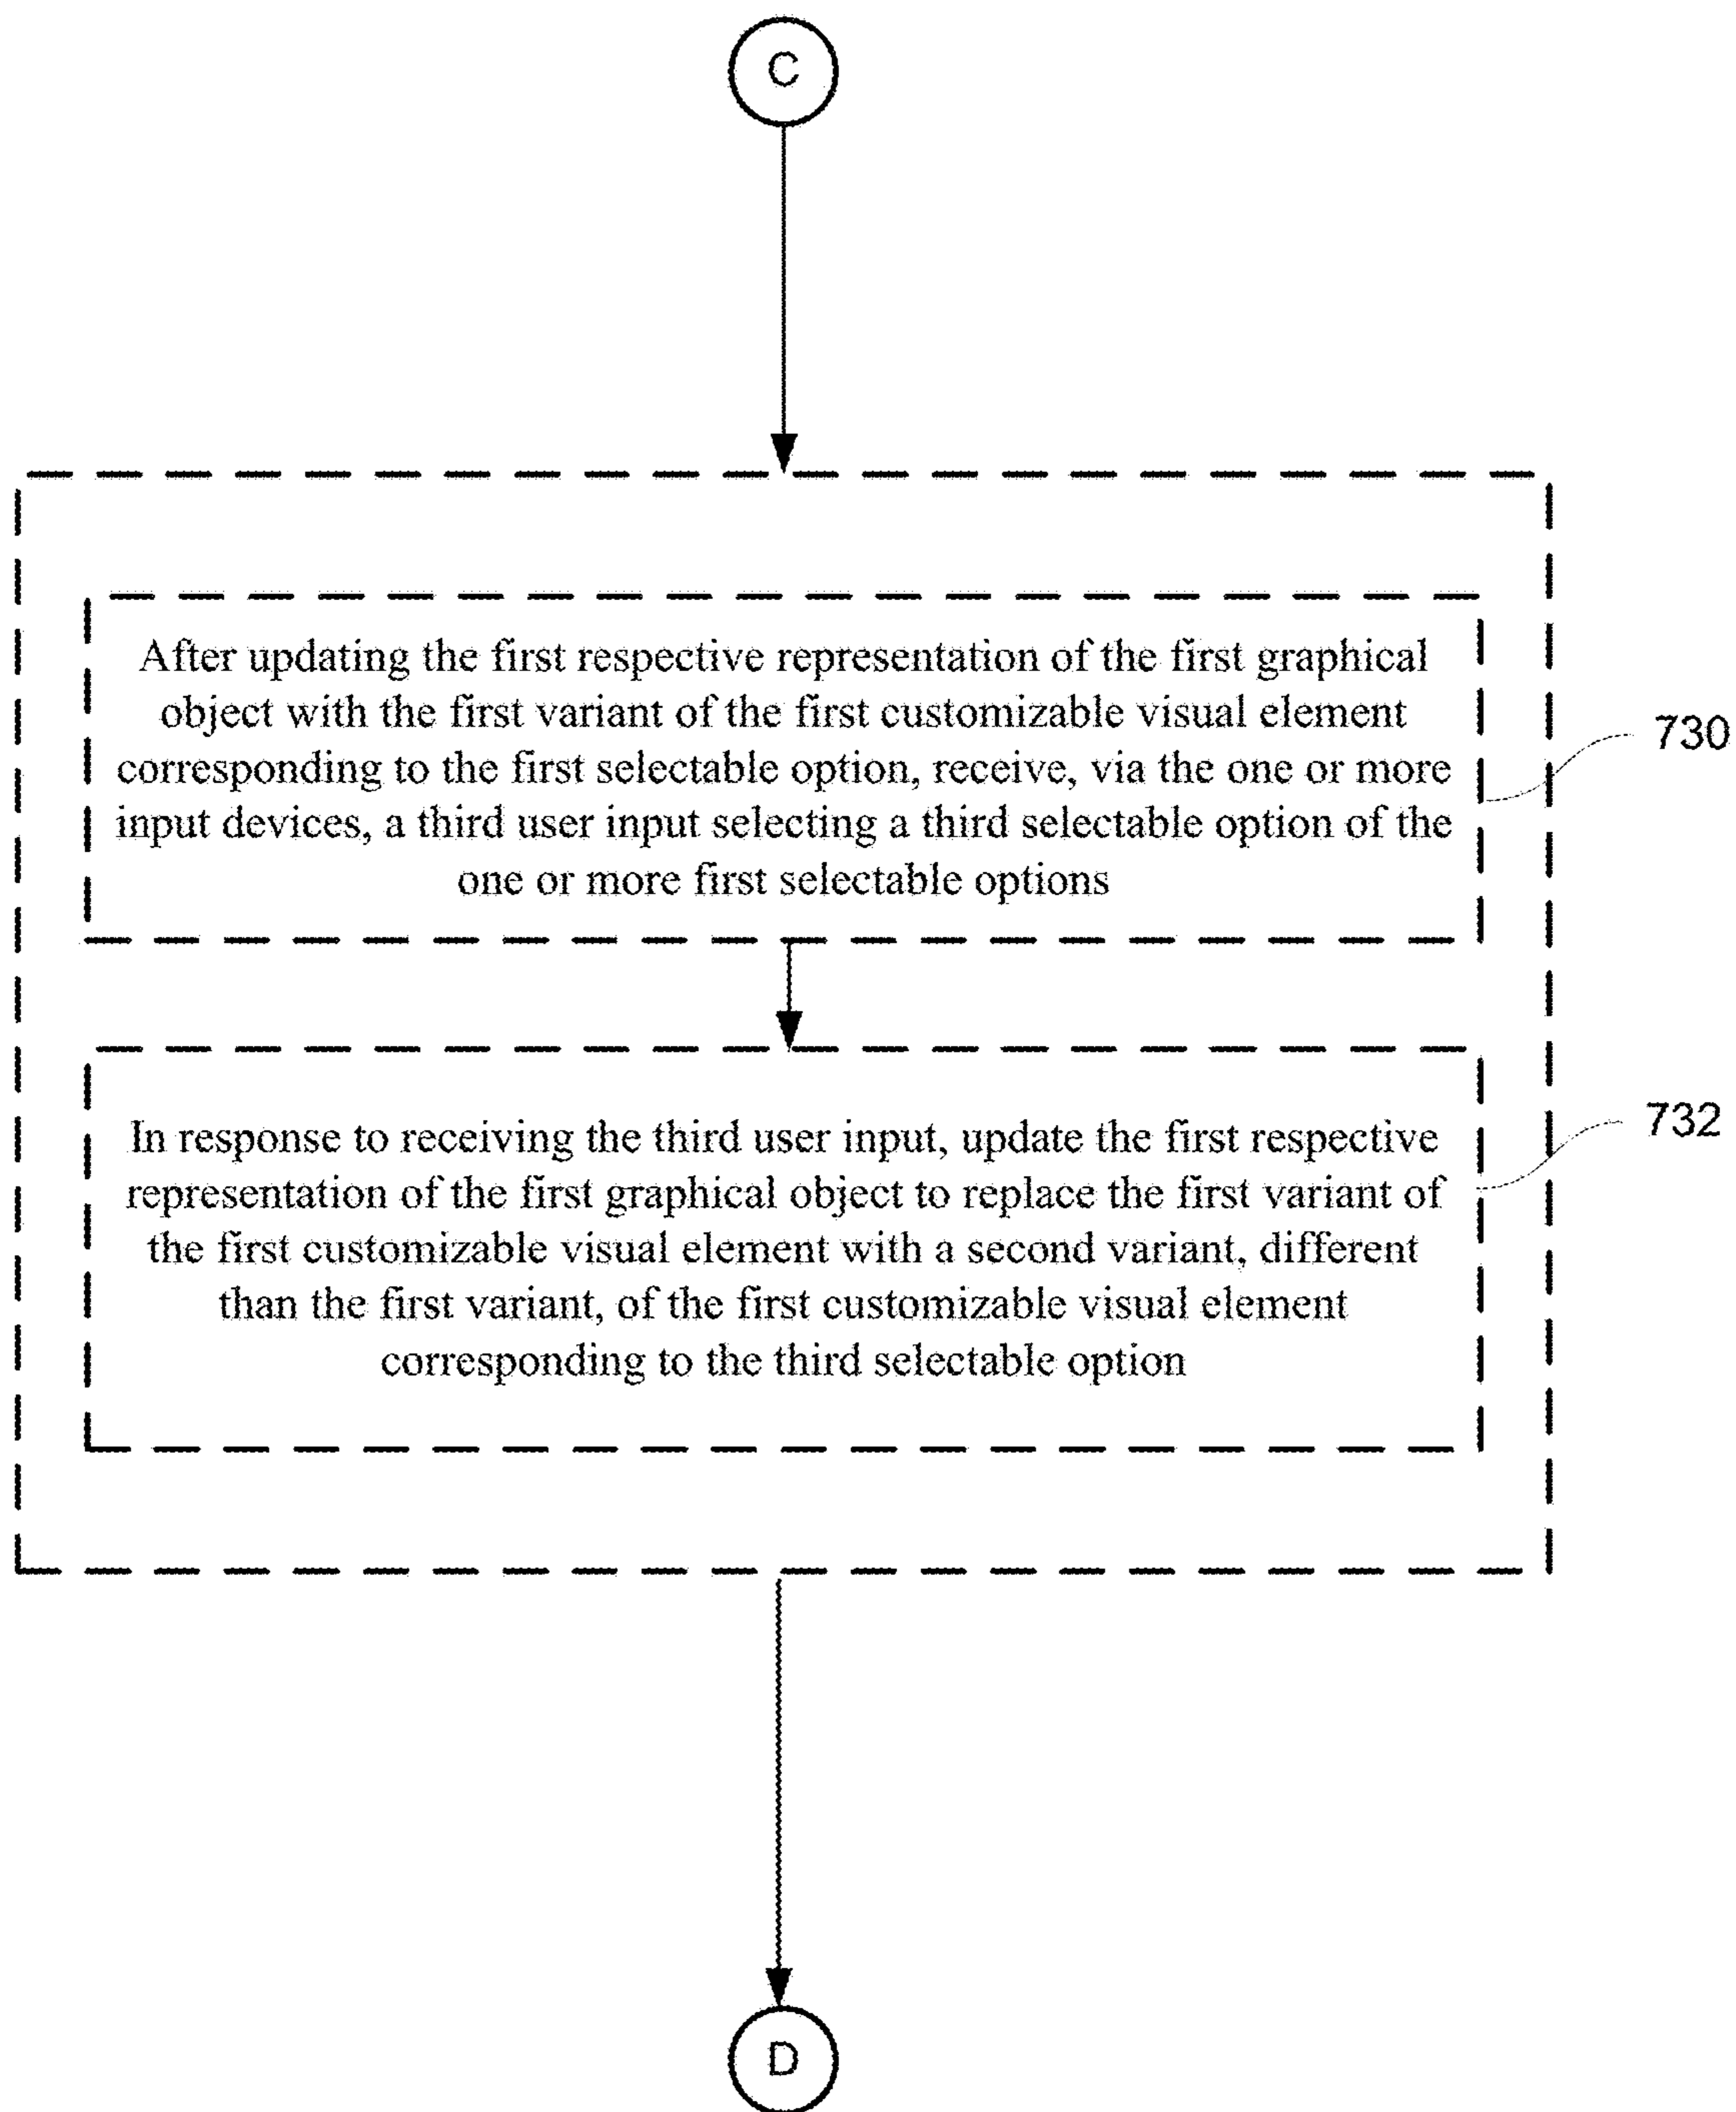 C
After updating the first respective representation of the first graphical
object with the first variant of the first customizable visual element
corresponding to the first selectable option, receive, via the one or more
input devices, a third user input selecting a third selectable option of the
one or more first selectable options
730
In response to receiving the third user input, update the first respective
representation of the first graphical object to replace the first variant of
the first customizable visual element with a second variant, different
than the first variant, of the first customizable visual element
corresponding to the third selectable option
732
D